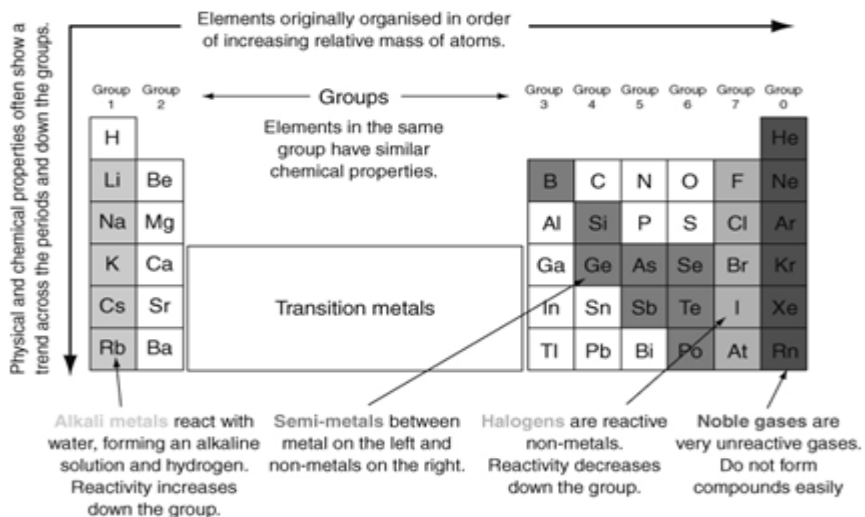 Elements originally organised in order
of increasing relative mass of atoms.
Physical and chemical properties often show a
trend across the periods and down the groups.
Group
1
Group
2
Groups
Elements in the same
group have similar
chemical properties.
Group
3
Group
4
Group
5
Group
6
Group
7
Group
0
H He
Li Be B C N O F Ne
Na Mg Al Si P S Cl Ar
K Ca Ga Ge As Se Br Kr
Cs Sr Transition metals In Sn Sb Te I Xe
Rb Ba Tl Pb Bi Po At Rn
Alkali metals react with
water, forming an alkaline
solution and hydrogen.
Reactivity increases
down the group.
Semi-metals between
metal on the left and
non-metals on the right.
Halogens are reactive
non-metals.
Reactivity decreases
down the group.
Noble gases are
very unreactive gases.
Do not form
compounds easily